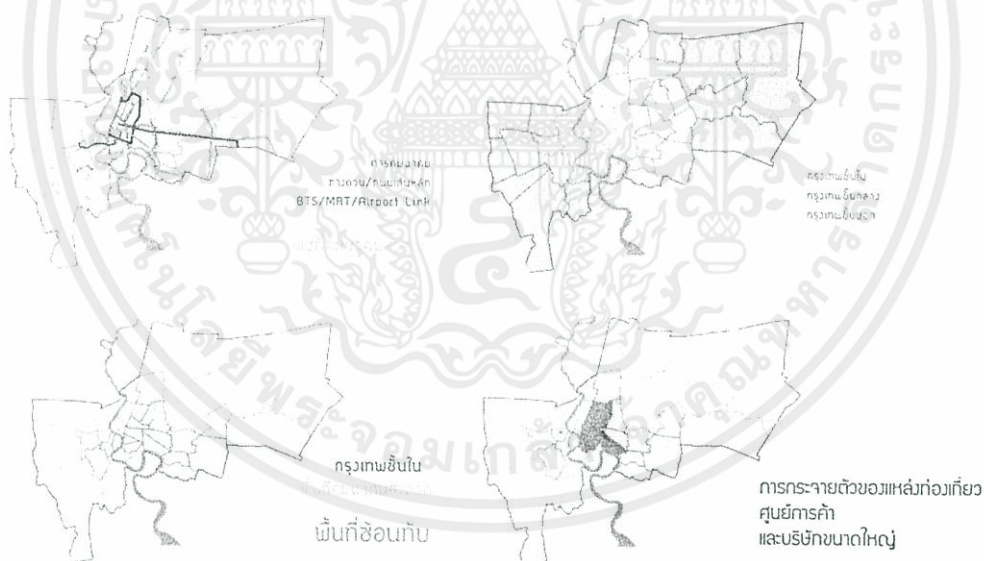 การคมนาคม
ทางด่วน/ถนนเส้นหลัก
BTS/MRT/Airport Link
กรุงเทพชั้นใน
กรุงเทพชั้นกลาง
กรุงเทพชั้นนอก
กรุงเทพชั้นใน
พื้นที่ซ้อนทับ
การกระจายตัวของแหล่งท่องเที่ยว
ศูนย์การค้า
และบริษัทขนาดใหญ่